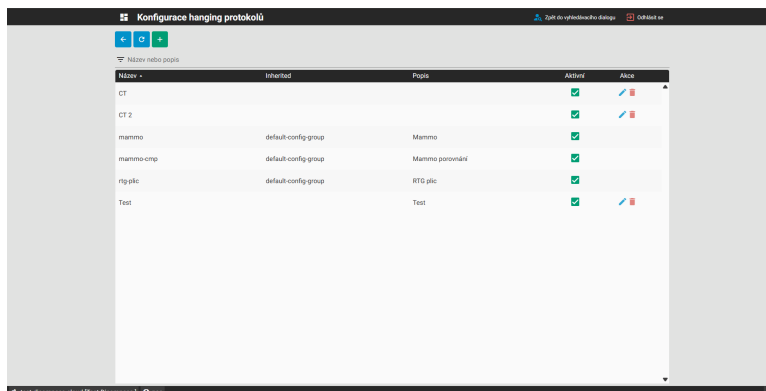 Konfigurace hanging protokolů
Zpět do vyhledávacího dialogu
Odhlásit se
Název nebo popis
Název Inherited Popis Aktivní Akce
CT
CT 2
mammo default-config-group Mammo
mammo-cmp default-config-group Mammo porovnání
rtg-plic default-config-group RTG plic
Test Test